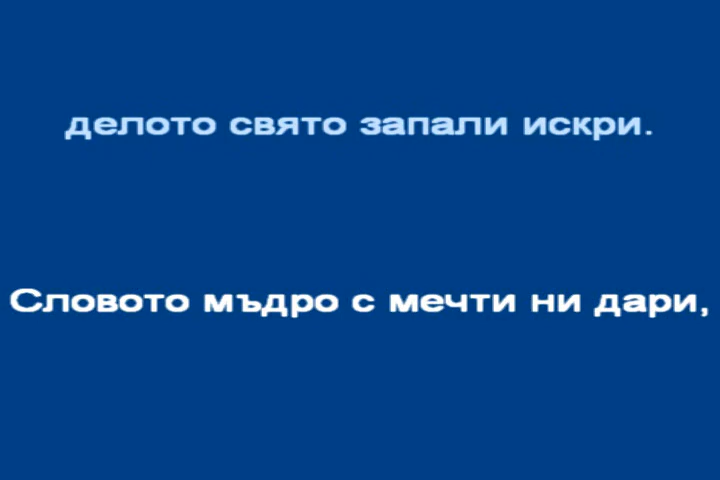 делото свято запали искри.
Словото мъдро с мечти ни дари,